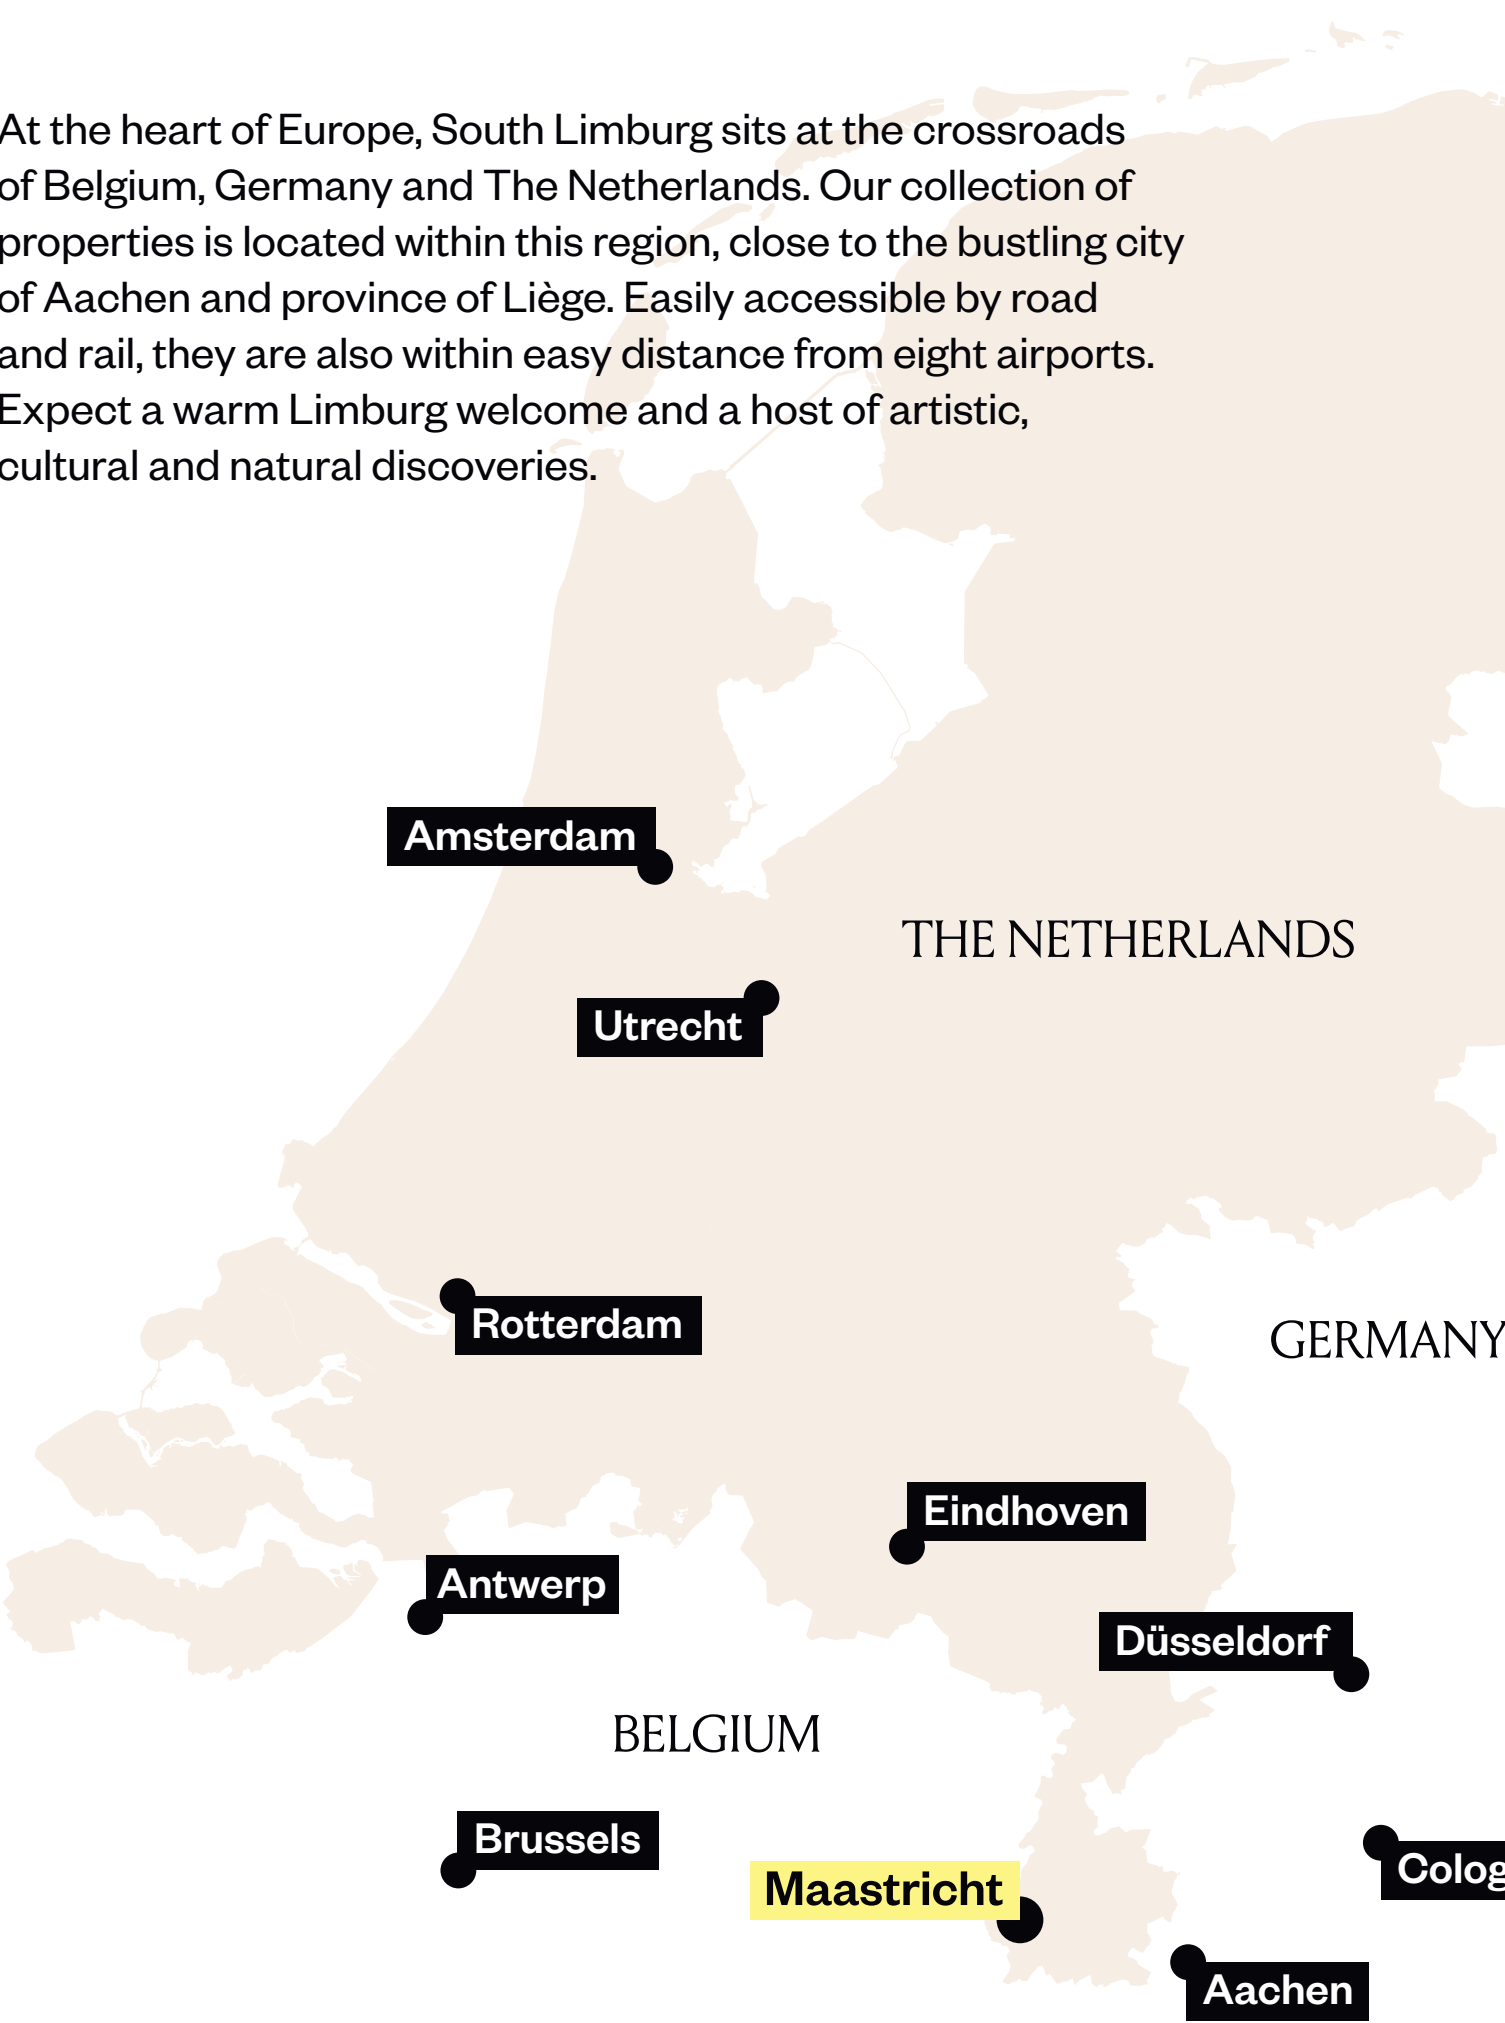 At the heart of Europe, South Limburg sits at the crossroads
of Belgium, Germany and The Netherlands. Our collection of
properties is located within this region, close to the bustling city
of Aachen and province of Liège. Easily accessible by road
and rail, they are also within easy distance from eight airports.
Expect a warm Limburg welcome and a host of artistic,
cultural and natural discoveries.
Amsterdam
THE NETHERLANDS
Utrecht
Rotterdam
GERMANY
Eindhoven
Antwerp
Düsseldorf
BELGIUM
Brussels
Colog
Maastricht
Aachen